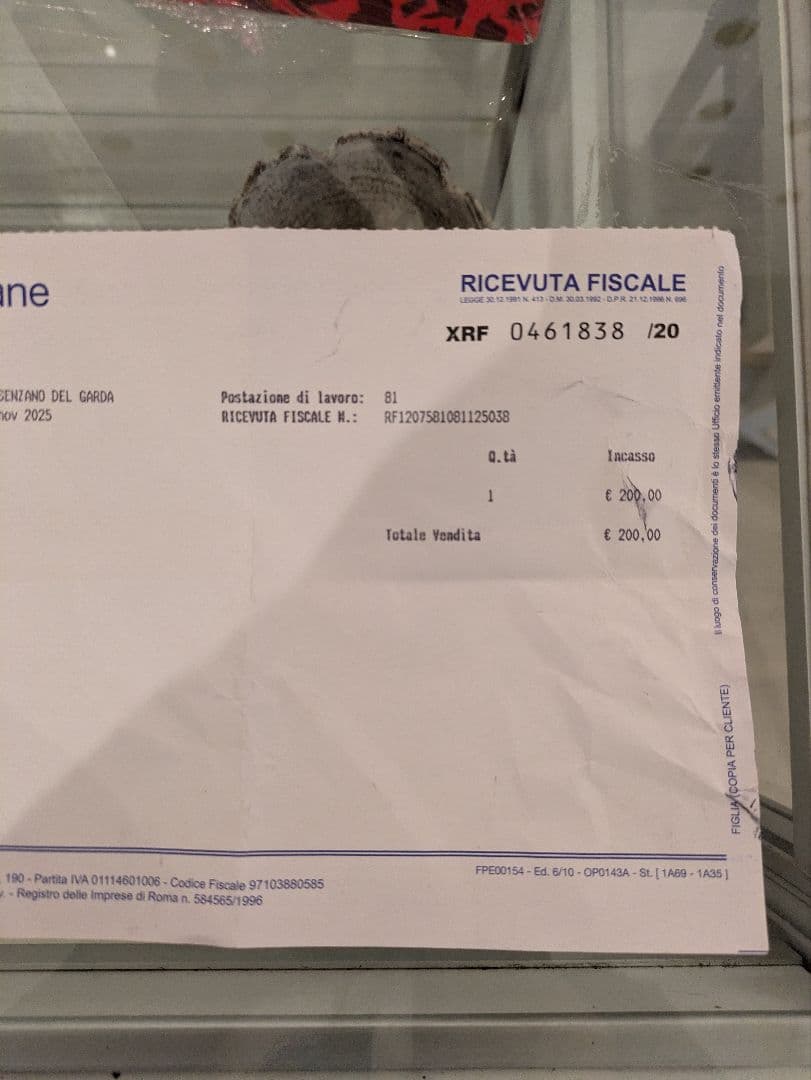 ane
RICEVUTA FISCALE
LEGGE 30.12.1991 N. 413 - D.M. 30.03.1992 - D.P.R. 21.12.1996 N. 696
XRF 0461838 /20
SENZANO DEL GARDA
nov 2025
Postazione di lavoro: 81
RICEVUTA FISCALE N.: RF1207581081125038
Q.tà Incasso
1 € 200,00
Totale Vendita € 200,00
Il luogo di conservazione dei documenti è lo stesso Ufficio emittente indicato nel documento
FIGLIA (COPIA PER CLIENTE)
190 - Partita IVA 01114601006 - Codice Fiscale 97103880585
- Registro delle Imprese di Roma n. 584565/1996
FPE00154 - Ed. 6/10 - OP0143A - St. [ 1A69 - 1A35 ]